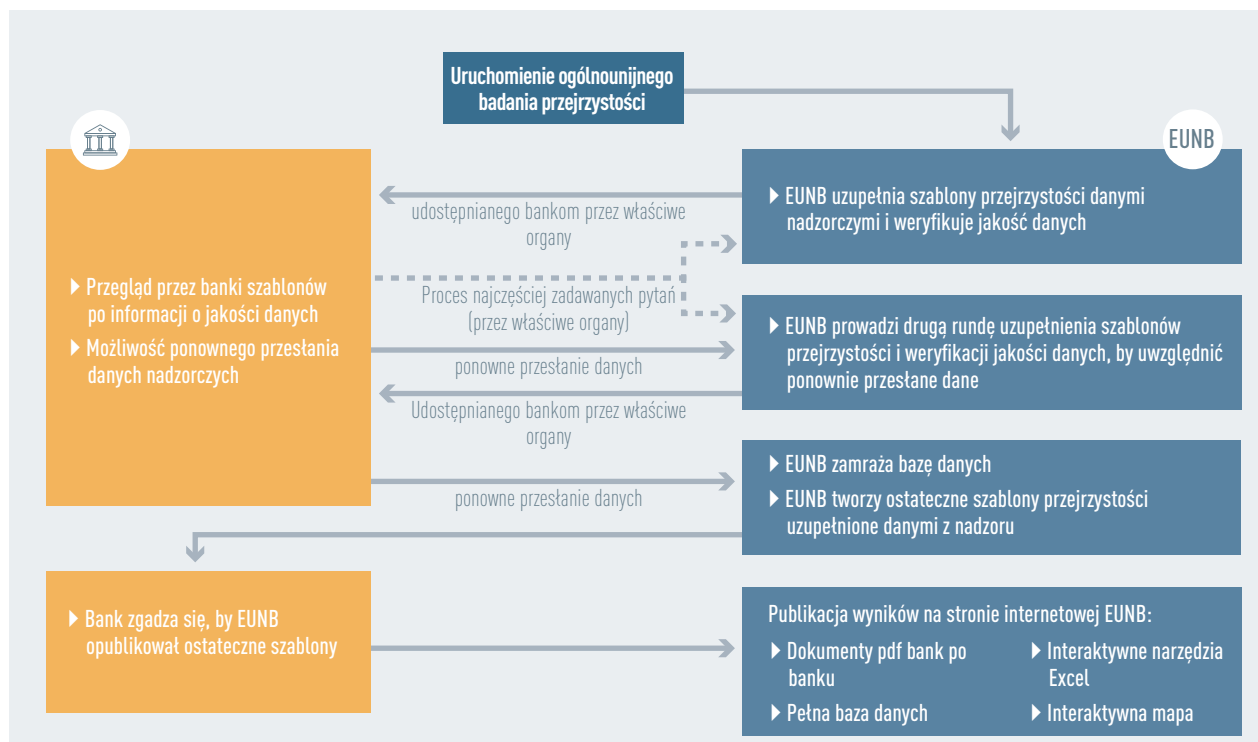 Uruchomienie ogólnounijnego
badania przejrzystości
EUNB
EUNB uzupełnia szablony przejrzystości danymi
nadzorczymi i weryfikuje jakość danych
udostępnianego bankom przez właściwe
organy
Przegląd przez banki szablonów
po informacji o jakości danych
Możliwość ponownego przesłania
danych nadzorczych
Proces najczęściej zadawanych pytań
(przez właściwe organy)
EUNB prowadzi drugą rundę uzupełnienia szablonów
przejrzystości i weryfikacji jakości danych, by uwzględnić
ponownie przesłane dane
ponowne przesłanie danych
Udostępnianego bankom przez właściwe
organy
EUNB zamraża bazę danych
EUNB tworzy ostateczne szablony przejrzystości
uzupełnione danymi z nadzoru
ponowne przesłanie danych
Bank zgadza się, by EUNB
opublikował ostateczne szablony
Publikacja wyników na stronie internetowej EUNB:
Dokumenty pdf bank po
banku
Pełna baza danych
Interaktywne narzędzia
Excel
Interaktywna mapa